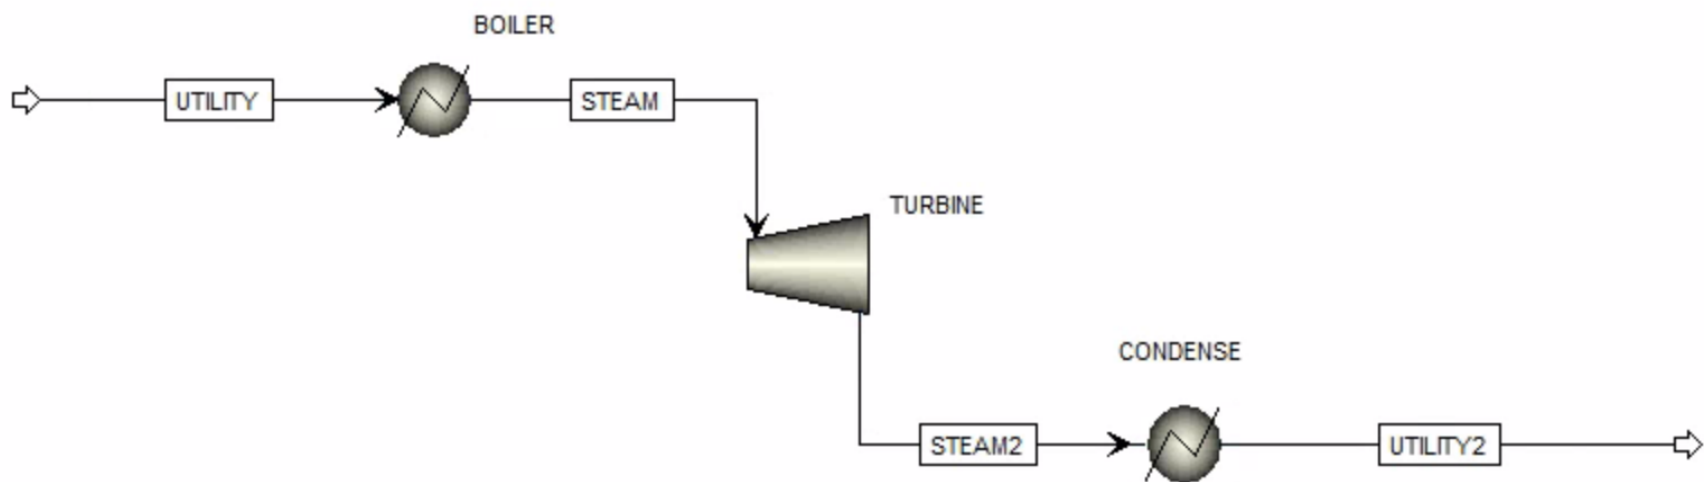 BOILER
UTILITY
STEAM
TURBINE
CONDENSE
STEAM2
UTILITY2